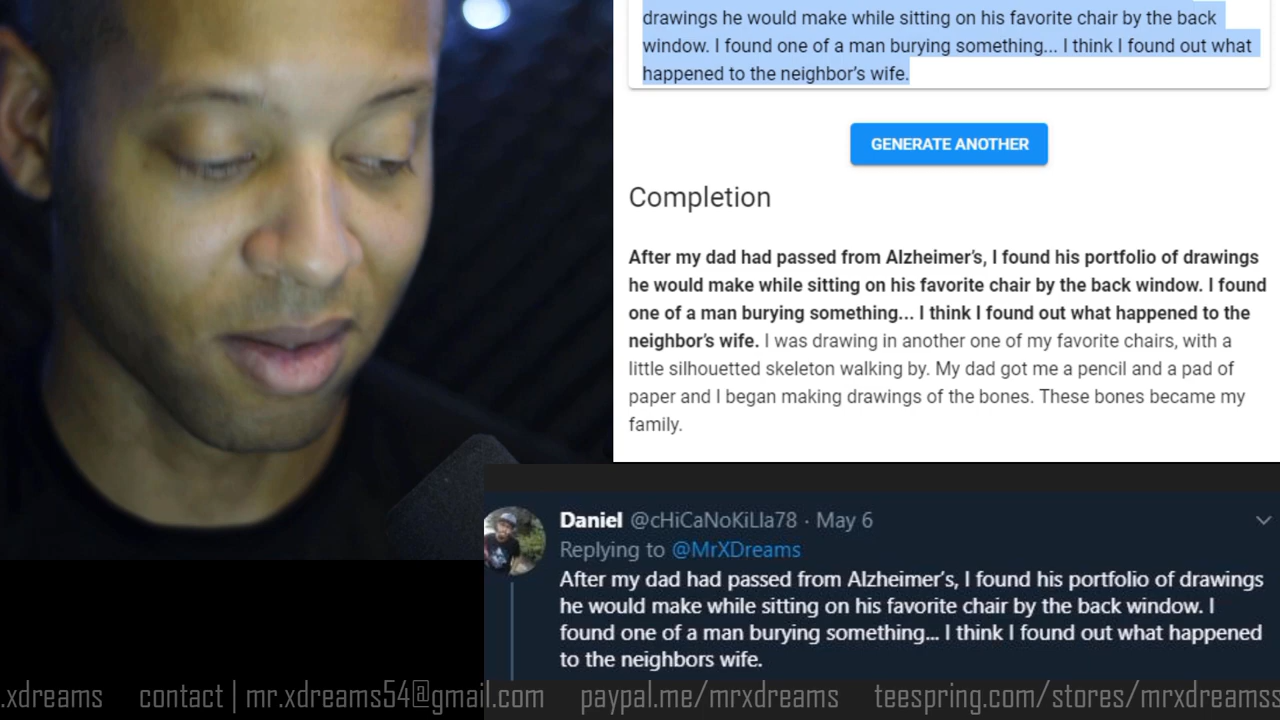 drawings he would make while sitting on his favorite chair by the back
window. I found one of a man burying something... I think I found out what
happened to the neighbor's wife.
GENERATE ANOTHER
Completion
After my dad had passed from Alzheimer's, I found his portfolio of drawings
he would make while sitting on his favorite chair by the back window. I found
one of a man burying something... I think I found out what happened to the
neighbor's wife. I was drawing in another one of my favorite chairs, with a
little silhouetted skeleton walking by. My dad got me a pencil and a pad of
paper and I began making drawings of the bones. These bones became my
family.
Daniel @cHiCaNoKiLla78 · May 6
Replying to @MrXDreams
After my dad had passed from Alzheimer's, I found his portfolio of drawings
he would make while sitting on his favorite chair by the back window. I
found one of a man burying something... I think I found out what happened
to the neighbors wife.
.xdreams contact | mr.xdreams54@gmail.com paypal.me/mrxdreams teespring.com/stores/mrxdreamss